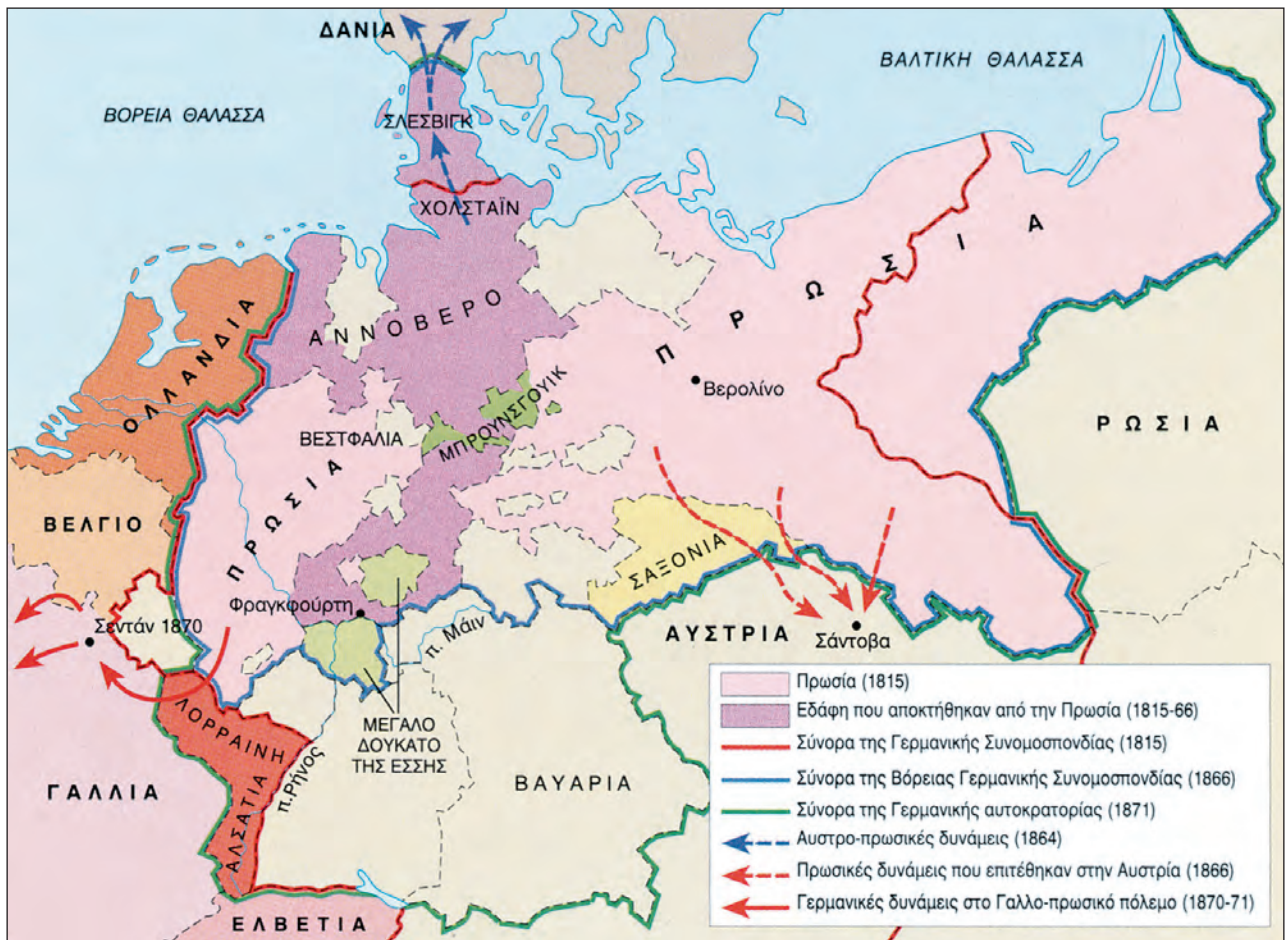 ΔΑΝΙΑ
ΒΑΛΤΙΚΗ ΘΑΛΑΣΣΑ
ΒΟΡΕΙΑ ΘΑΛΑΣΣΑ
ΣΛΕΣΒΙΓΚ
ΧΟΛΣΤΑΪΝ
ΠΡΩΣΙΑ
ΑΝΝΟΒΕΡΟ
ΟΛΛΑΝΔΙΑ
Βερολίνο
ΜΠΡΟΥΝΣΓΟΥΙΚ
ΒΕΣΤΦΑΛΙΑ
ΡΩΣΙΑ
ΠΡΩΣΙΑ
ΒΕΛΓΙΟ
ΣΑΞΟΝΙΑ
Φραγκφούρτη
Σεντάν 1870
π. Μάιν
ΑΥΣΤΡΙΑ
Σάντοβα
ΛΟΡΡΑΙΝΗ
ΜΕΓΑΛΟ
ΔΟΥΚΑΤΟ
ΤΗΣ ΕΣΣΗΣ
π.Ρήνος
ΓΑΛΛΙΑ
ΒΑΥΑΡΙΑ
ΑΛΣΑΤΙΑ
ΕΛΒΕΤΙΑ
Πρωσία (1815)
Εδάφη που αποκτήθηκαν από την Πρωσία (1815-66)
Σύνορα της Γερμανικής Συνομοσπονδίας (1815)
Σύνορα της Βόρειας Γερμανικής Συνομοσπονδίας (1866)
Σύνορα της Γερμανικής αυτοκρατορίας (1871)
Αυστρο-πρωσικές δυνάμεις (1864)
Πρωσικές δυνάμεις που επιτέθηκαν στην Αυστρία (1866)
Γερμανικές δυνάμεις στο Γαλλο-πρωσικό πόλεμο (1870-71)